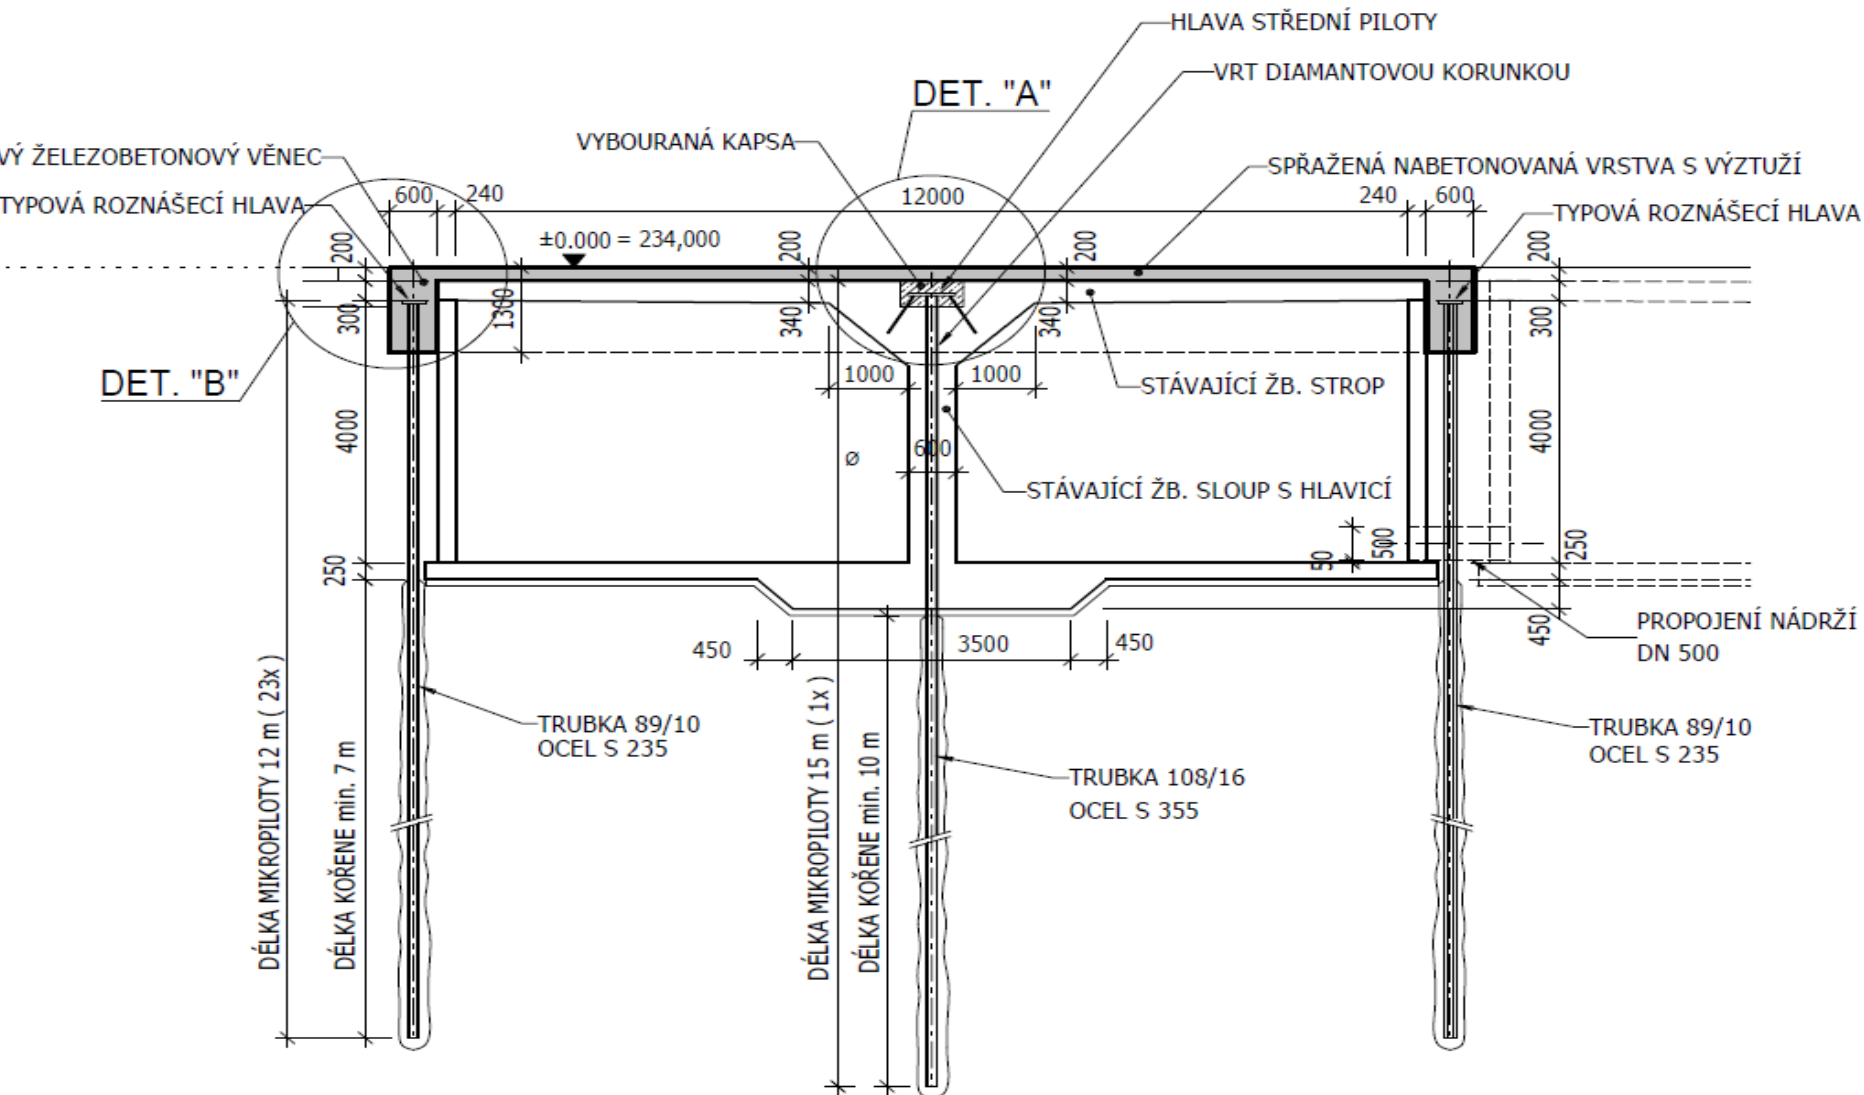 HLAVA STŘEDNÍ PILOTY
VRT DIAMANTOVOU KORUNKOU
DET. "A"
VYBOURANÁ KAPSA
VÝ ŽELEZOBETONOVÝ VĚNEC
SPŘAŽENÁ NABETONOVANÁ VRSTVA S VÝZTUŽÍ
TYPOVÁ ROZNÁŠECÍ HLAVA
600
240
12000
240
600
TYPOVÁ ROZNÁŠECÍ HLAVA
±0.000 = 234,000
200
200
200
200
300
1300
340
340
300
DET. "B"
1000
1000
STÁVAJÍCÍ ŽB. STROP
4000
Ø
600
4000
STÁVAJÍCÍ ŽB. SLOUP S HLAVICÍ
250
50
500
250
450
3500
450
450
PROPOJENÍ NÁDRŽÍ
DN 500
DÉLKA MIKROPILOTY 12 m ( 23x )
DÉLKA KOŘENE min. 7 m
TRUBKA 89/10
OCEL S 235
DÉLKA MIKROPILOTY 15 m ( 1x )
DÉLKA KOŘENE min. 10 m
TRUBKA 108/16
OCEL S 355
TRUBKA 89/10
OCEL S 235